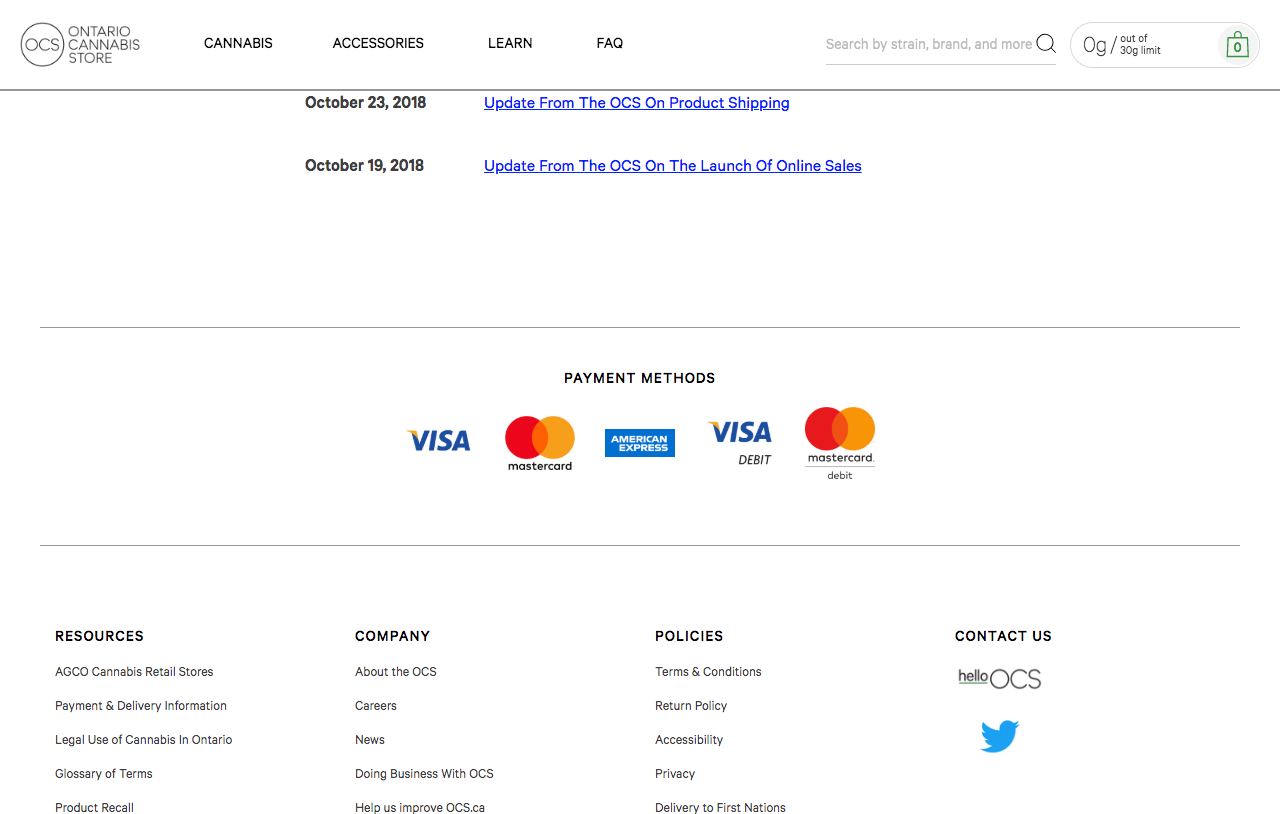 OCS
ONTARIO
CANNABIS
STORE
CANNABIS
ACCESSORIES
LEARN
FAQ
Search by strain, brand, and more
0g / out of
30g limit
0
October 23, 2018
Update From The OCS On Product Shipping
October 19, 2018
Update From The OCS On The Launch Of Online Sales
PAYMENT METHODS
VISA
mastercard
AMERICAN
EXPRESS
VISA
DEBIT
mastercard.
debit
RESOURCES
AGCO Cannabis Retail Stores
Payment & Delivery Information
Legal Use of Cannabis In Ontario
Glossary of Terms
Product Recall
COMPANY
About the OCS
Careers
News
Doing Business With OCS
Help us improve OCS.ca
POLICIES
Terms & Conditions
Return Policy
Accessibility
Privacy
Delivery to First Nations
CONTACT US
hello OCS